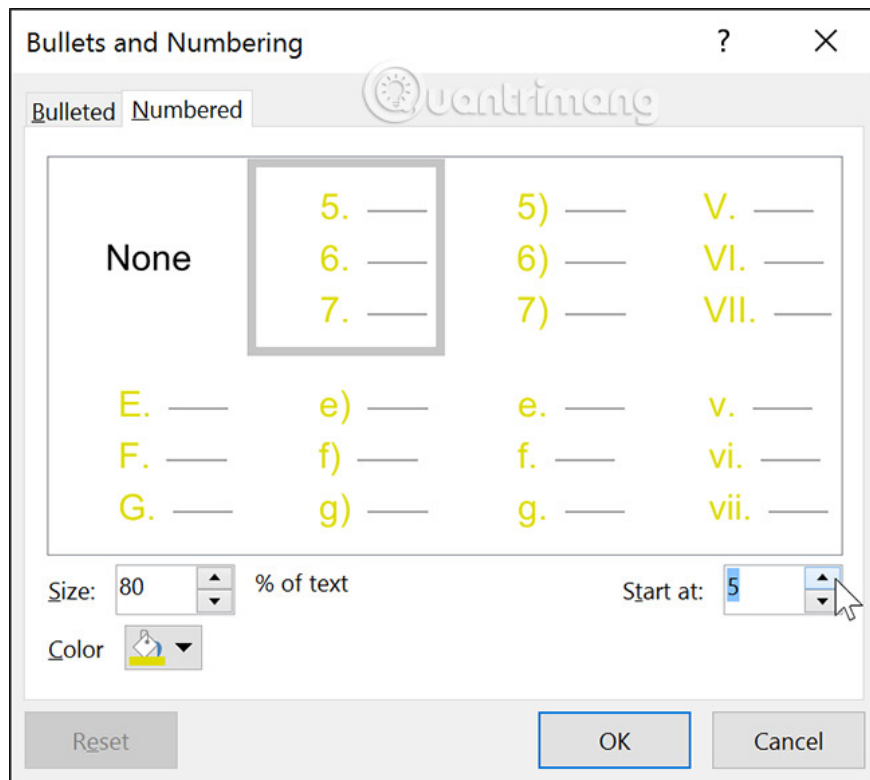 Bullets and Numbering
?
Quantrimang
Bulleted
Numbered
None
5.
6.
7.
5)
6)
7)
V.
VI.
VII.
E.
F.
G.
e)
f)
g)
e.
f.
g.
v.
vi.
vii.
Size: 80 % of text
Start at: 5
Color
Reset
OK
Cancel